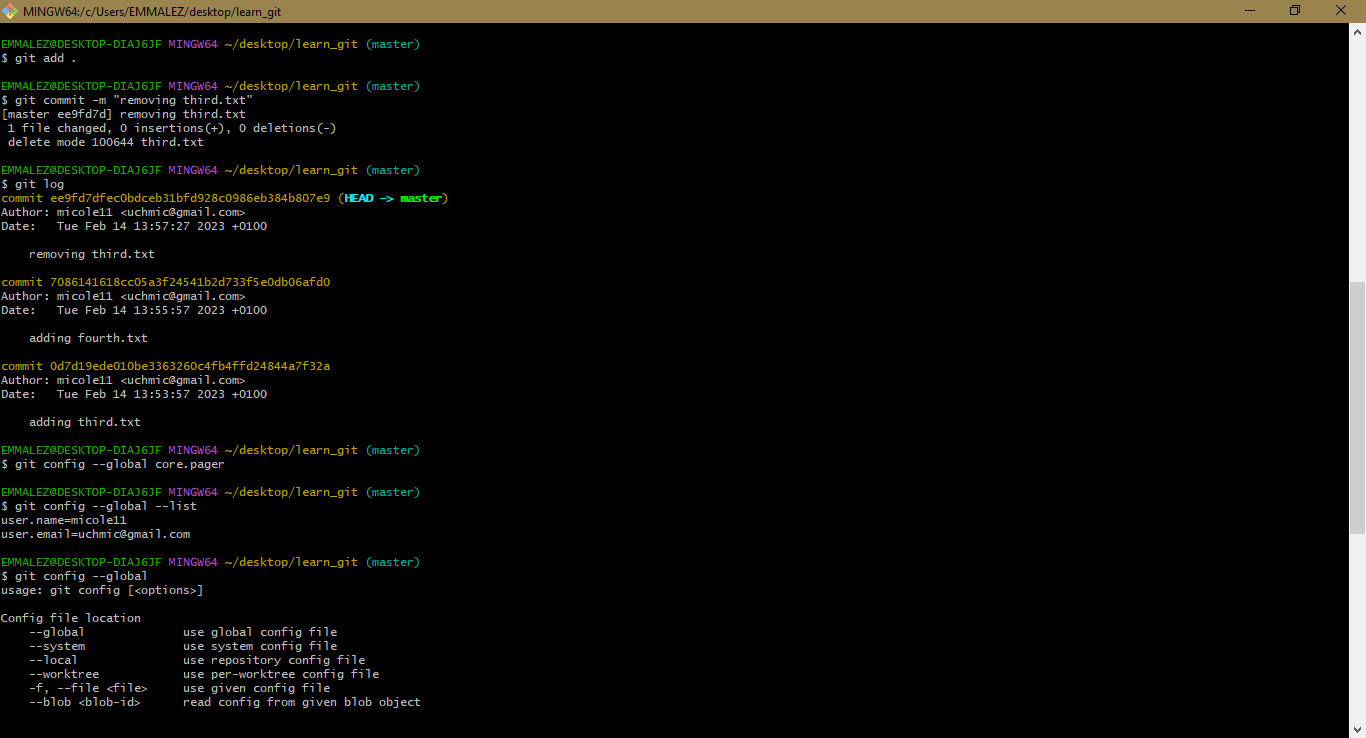 MINGW64:/c/Users/EMMALEZ/desktop/learn_git
EMMALEZ@DESKTOP-DIAJ6JF MINGW64 ~/desktop/learn_git (master)
$ git add .
EMMALEZ@DESKTOP-DIAJ6JF MINGW64 ~/desktop/learn_git (master)
$ git commit -m "removing third.txt"
[master ee9fd7d] removing third.txt
 1 file changed, 0 insertions(+), 0 deletions(-)
 delete mode 100644 third.txt
EMMALEZ@DESKTOP-DIAJ6JF MINGW64 ~/desktop/learn_git (master)
$ git log
commit ee9fd7dfec0bdceb31bfd928c0986eb384b807e9 (HEAD -> master)
Author: micole11 <uchmic@gmail.com>
Date:   Tue Feb 14 13:57:27 2023 +0100
    removing third.txt
commit 7086141618cc05a3f24541b2d733f5e0db06afd0
Author: micole11 <uchmic@gmail.com>
Date:   Tue Feb 14 13:55:57 2023 +0100
    adding fourth.txt
commit 0d7d19ede010be3363260c4fb4ffd24844a7f32a
Author: micole11 <uchmic@gmail.com>
Date:   Tue Feb 14 13:53:57 2023 +0100
    adding third.txt
EMMALEZ@DESKTOP-DIAJ6JF MINGW64 ~/desktop/learn_git (master)
$ git config --global core.pager
EMMALEZ@DESKTOP-DIAJ6JF MINGW64 ~/desktop/learn_git (master)
$ git config --global --list
user.name=micole11
user.email=uchmic@gmail.com
EMMALEZ@DESKTOP-DIAJ6JF MINGW64 ~/desktop/learn_git (master)
$ git config --global
usage: git config [<options>]
Config file location
    --global              use global config file
    --system              use system config file
    --local               use repository config file
    --worktree            use per-worktree config file
    -f, --file <file>     use given config file
    --blob <blob-id>      read config from given blob object